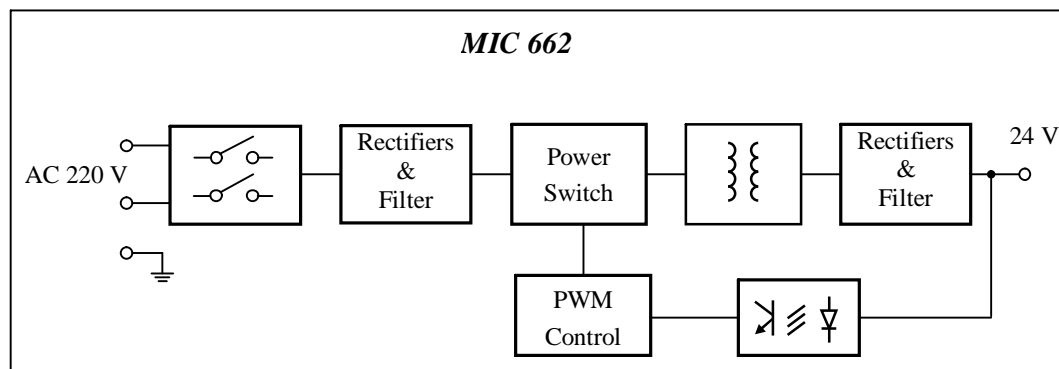 MIC 662
AC 220 V
Rectifiers
&
Filter
Power
Switch
Rectifiers
&
Filter
24 V
PWM
Control